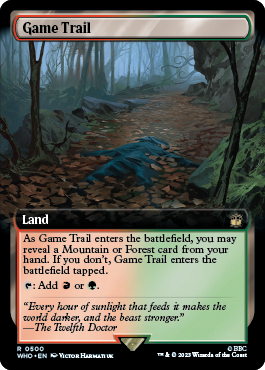 Game Trail
Land
As Game Trail enters the battlefield, you may
reveal a Mountain or Forest card from your
hand. If you don't, Game Trail enters the
battlefield tapped.
: Add or .
“Every hour of sunlight that feeds it makes the
world darker, and the beast stronger.”
—The Twelfth Doctor
R 0500
WHO • EN Victor Harmatiuk
© BBC
™ & © 2023 Wizards of the Coast